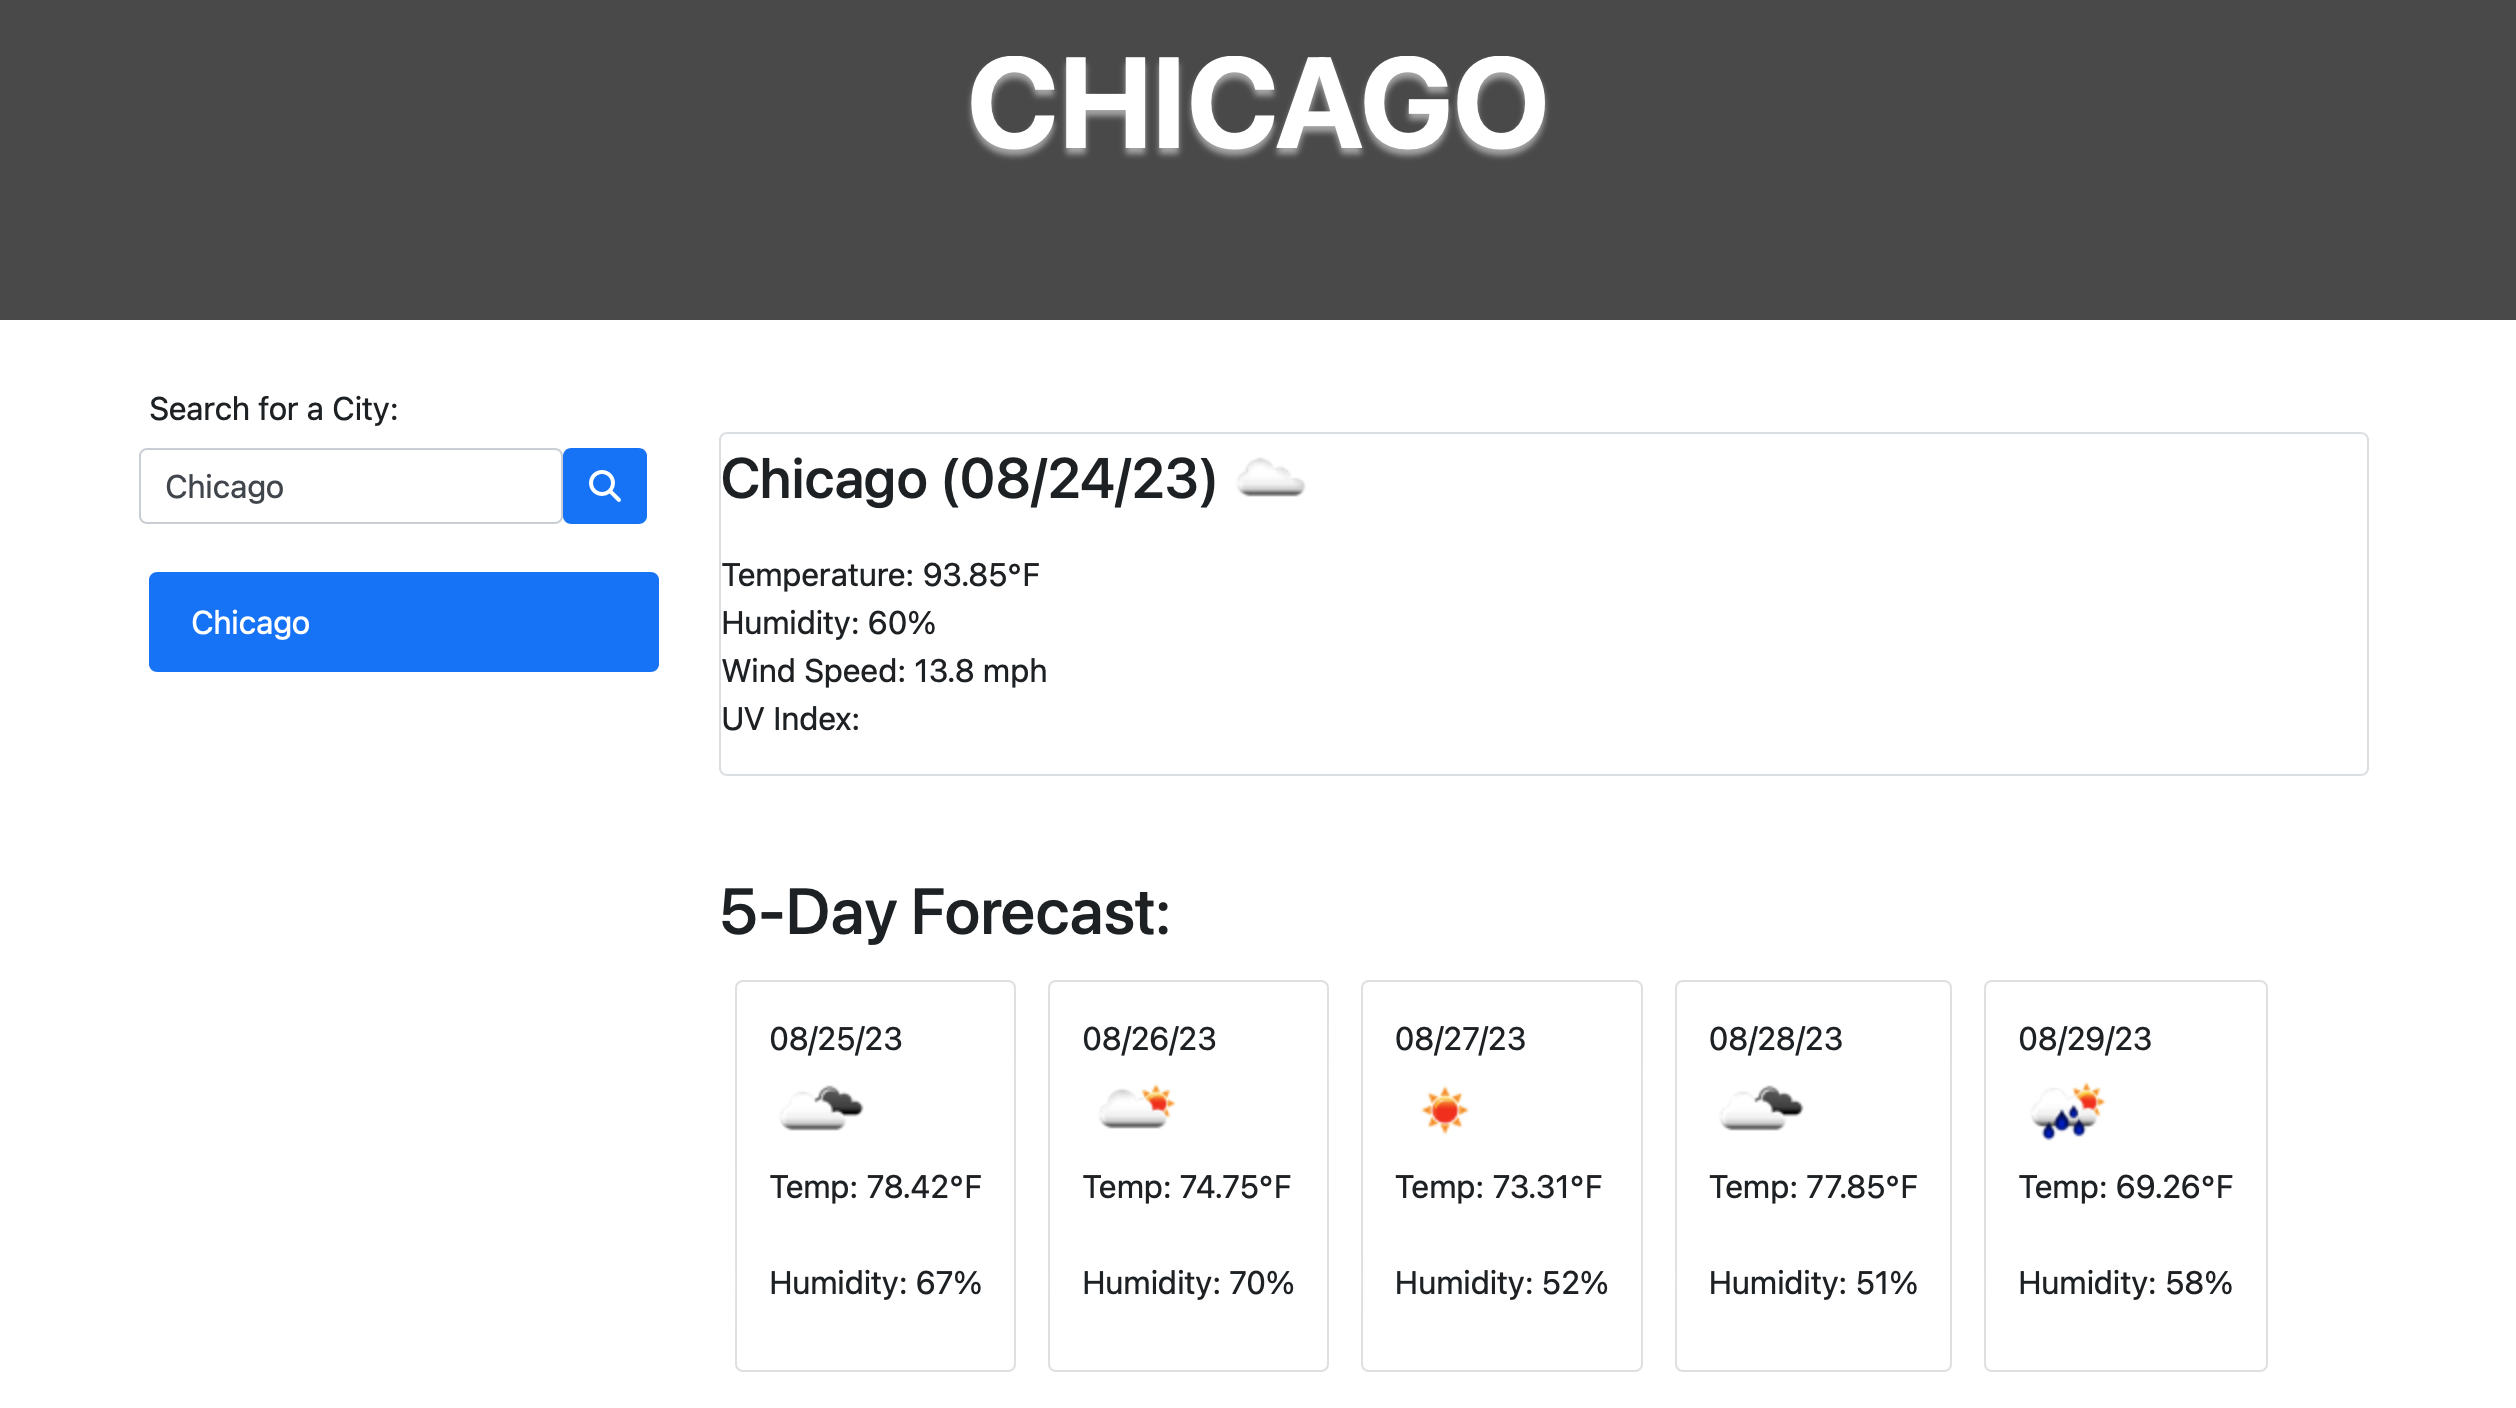 CHICAGO
Search for a City:
Chicago
Chicago
Chicago (08/24/23)
Temperature: 93.85°F
Humidity: 60%
Wind Speed: 13.8 mph
UV Index:
5-Day Forecast:
08/25/23
Temp: 78.42°F
Humidity: 67%
08/26/23
Temp: 74.75°F
Humidity: 70%
08/27/23
Temp: 73.31°F
Humidity: 52%
08/28/23
Temp: 77.85°F
Humidity: 51%
08/29/23
Temp: 69.26°F
Humidity: 58%